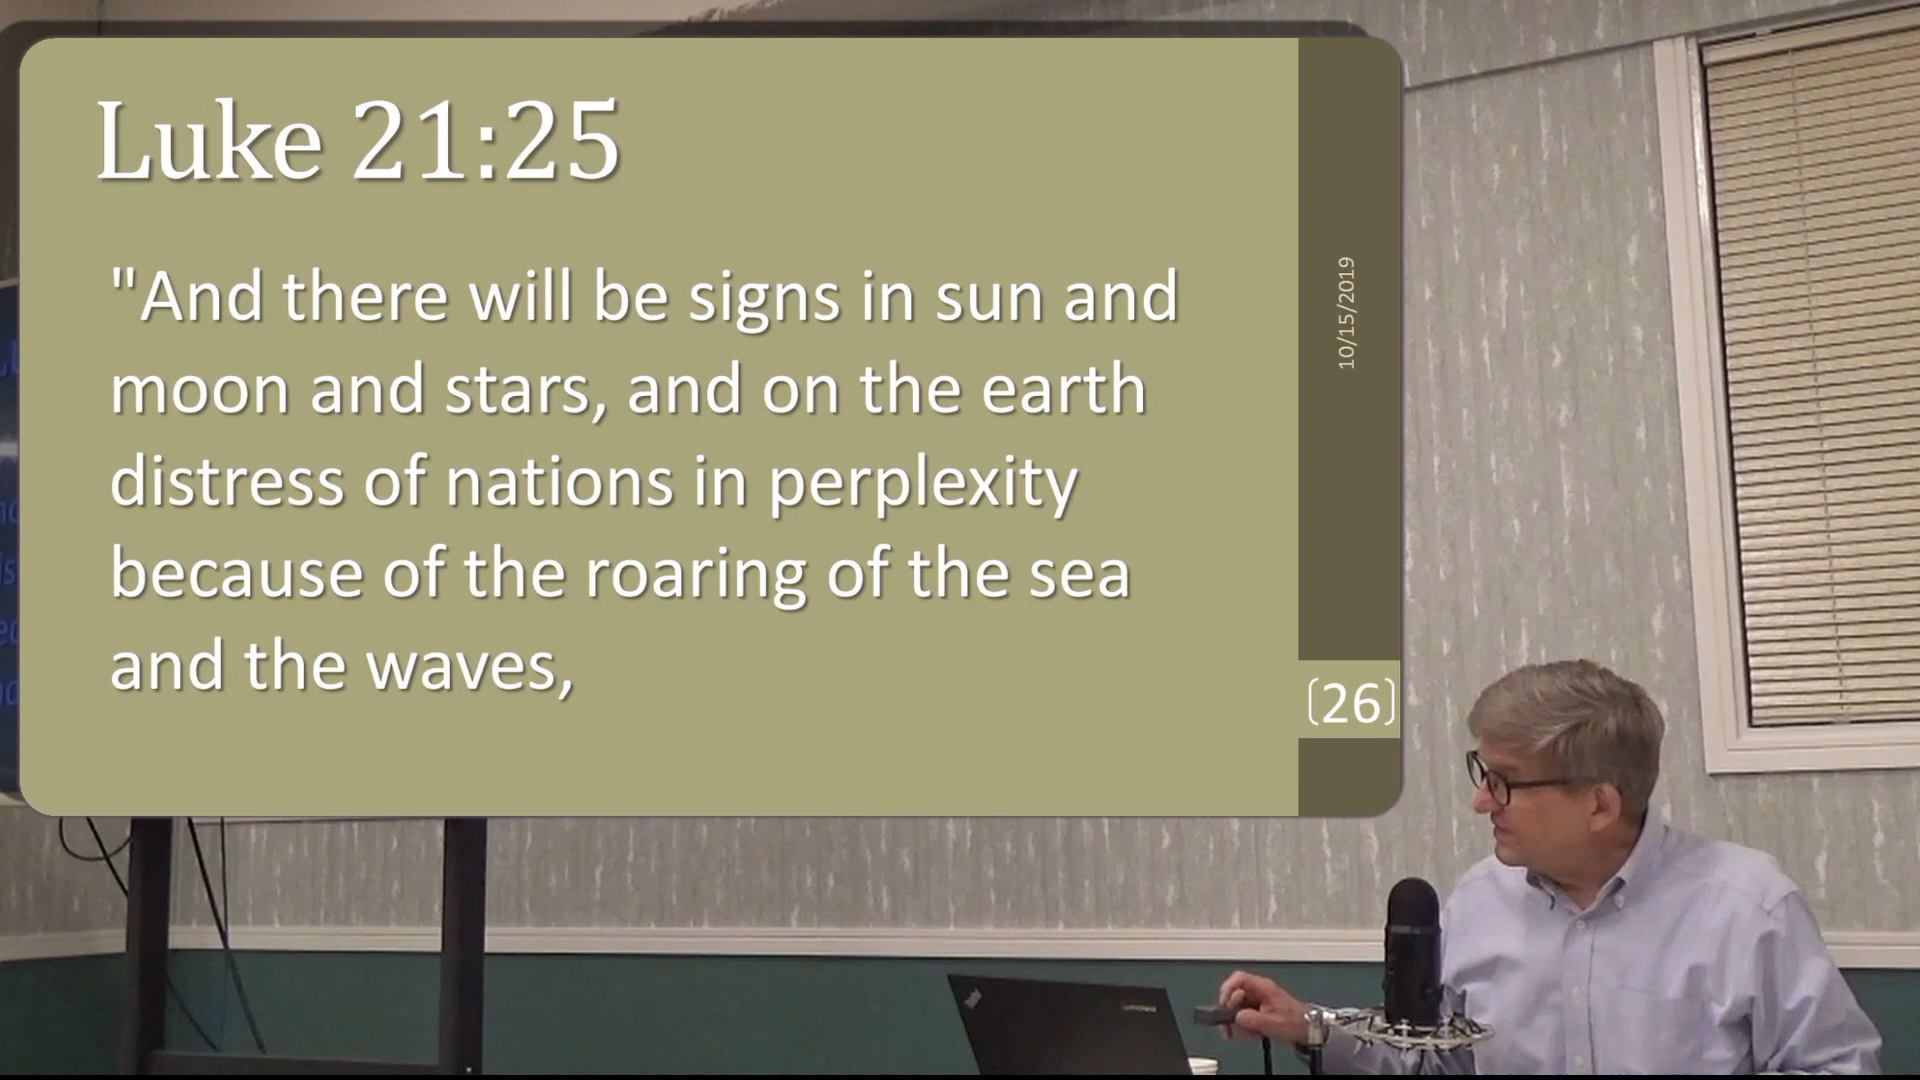 Luke 21:25
"And there will be signs in sun and
moon and stars, and on the earth
distress of nations in perplexity
because of the roaring of the sea
and the waves,
10/15/2019
26
Lenovo